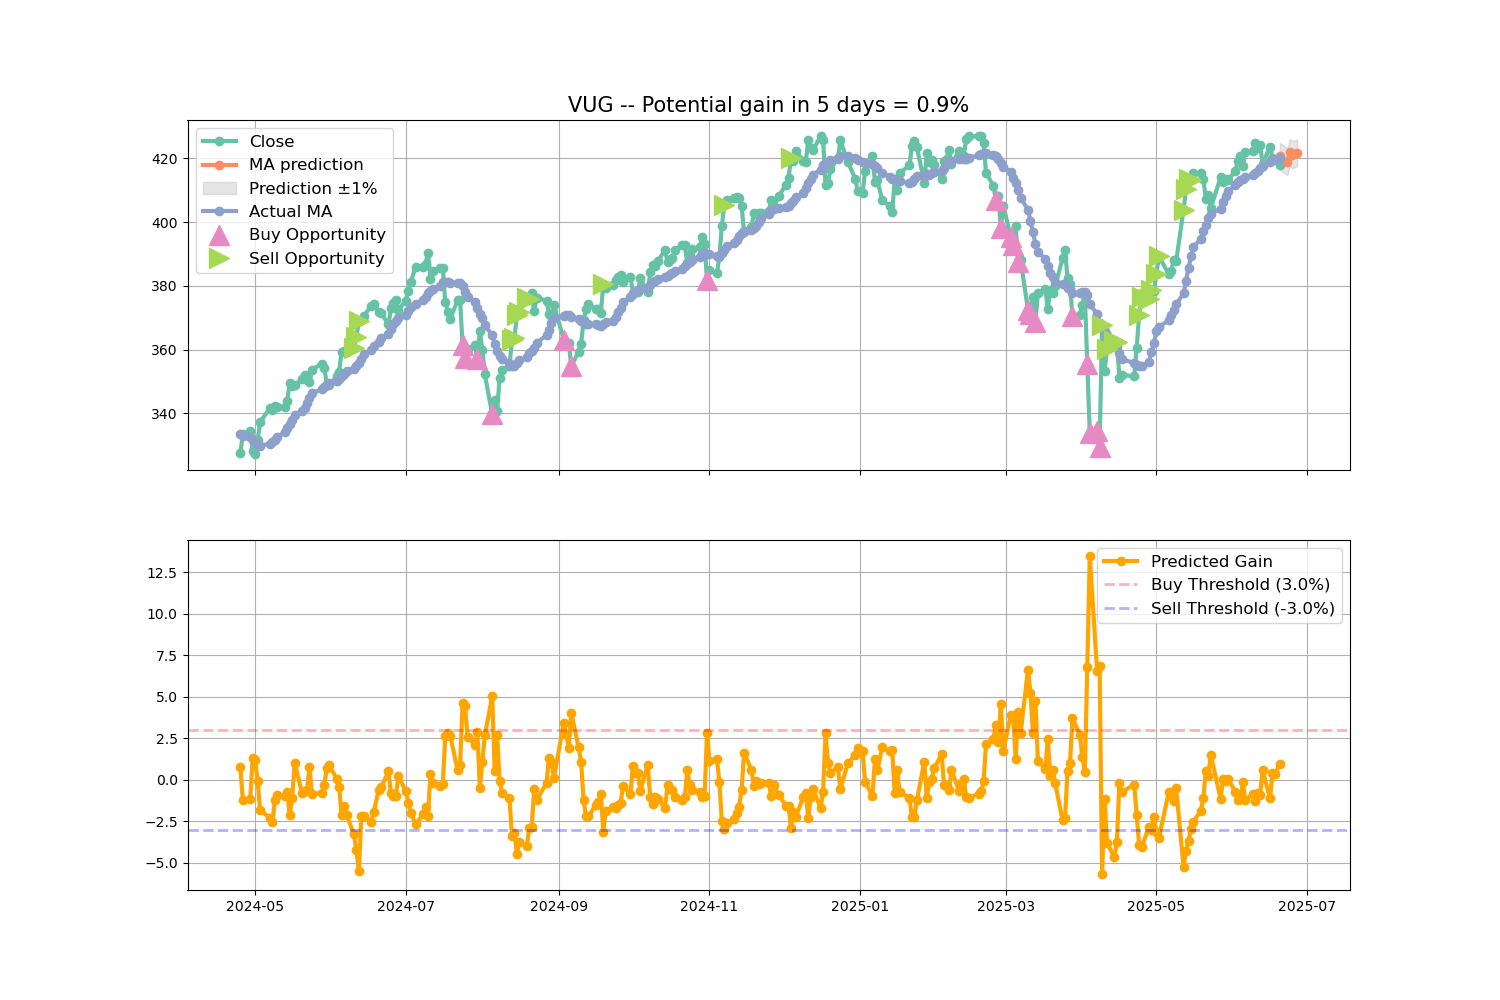 VUG -- Potential gain in 5 days = 0.9%
Close
MA prediction
Prediction ±1%
Actual MA
Buy Opportunity
Sell Opportunity
420
400
380
360
340
Predicted Gain
Buy Threshold (3.0%)
Sell Threshold (-3.0%)
12.5
10.0
7.5
5.0
2.5
0.0
−2.5
−5.0
2024-05 2024-07 2024-09 2024-11 2025-01 2025-03 2025-05 2025-07